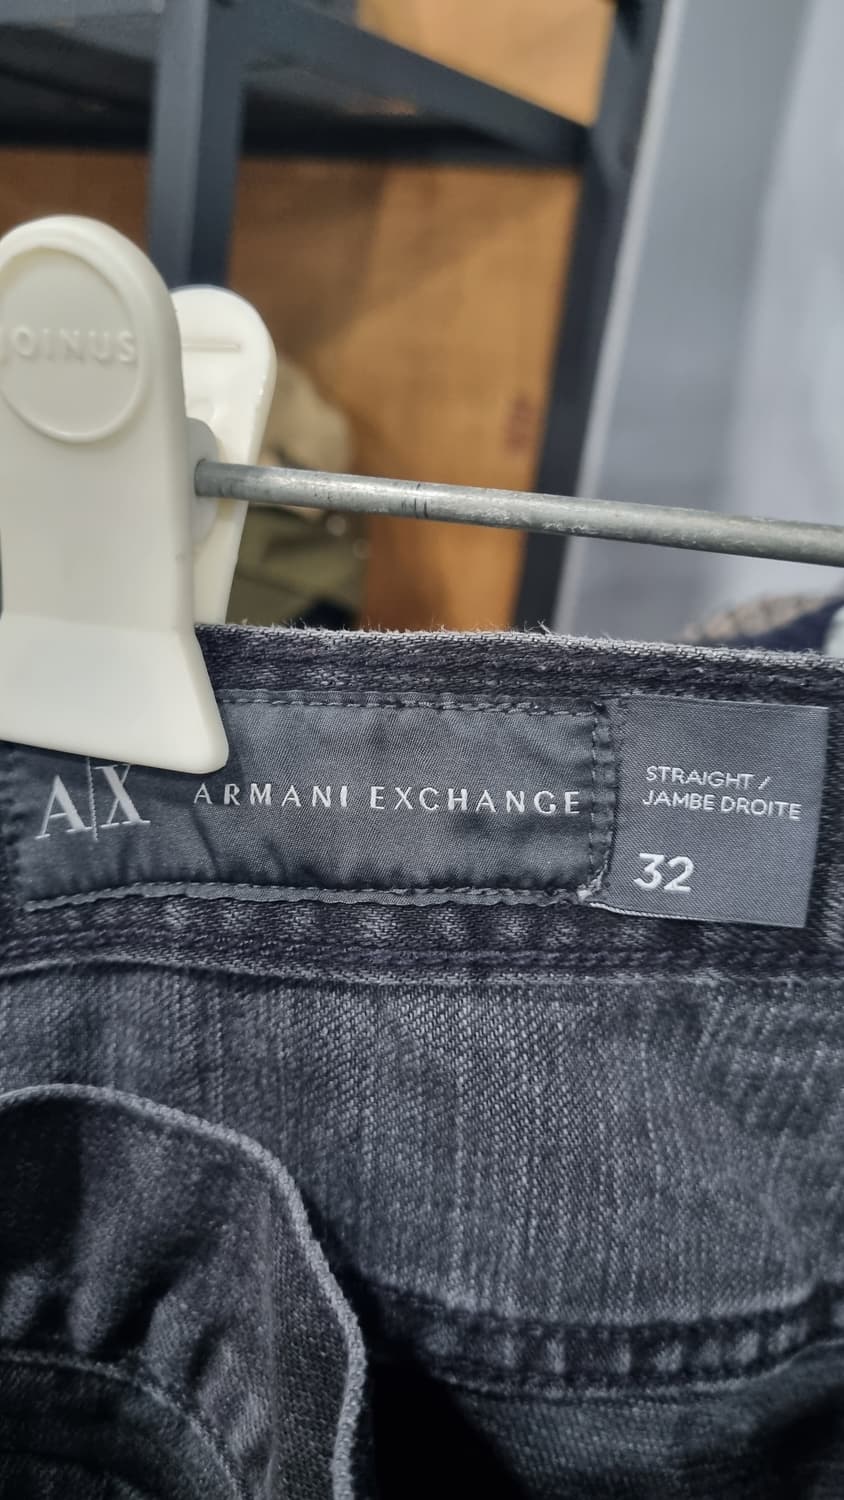 JOINUS
A|X ARMANI EXCHANGE
STRAIGHT /
JAMBE DROITE
32